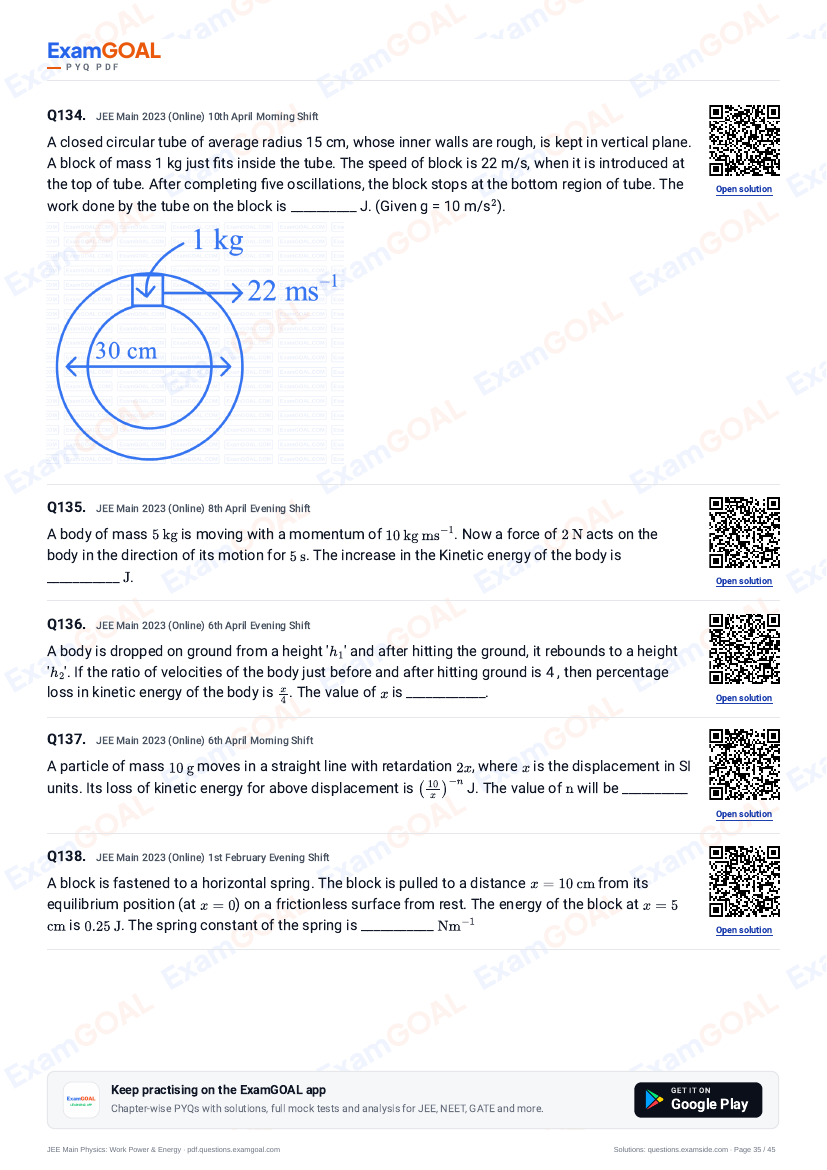 ExamGOAL
PYQ PDF
Q134. JEE Main 2023 (Online) 10th April Morning Shift
A closed circular tube of average radius 15 cm, whose inner walls are rough, is kept in vertical plane.
A block of mass 1 kg just fits inside the tube. The speed of block is 22 m/s, when it is introduced at
the top of tube. After completing five oscillations, the block stops at the bottom region of tube. The
work done by the tube on the block is __________ J. (Given g = 10 m/s²).
Open solution
1 kg
22 ms⁻¹
30 cm
Q135. JEE Main 2023 (Online) 8th April Evening Shift
A body of mass 5 kg is moving with a momentum of 10 kg ms⁻¹. Now a force of 2 N acts on the
body in the direction of its motion for 5 s. The increase in the Kinetic energy of the body is
___________ J.
Open solution
Q136. JEE Main 2023 (Online) 6th April Evening Shift
A body is dropped on ground from a height 'h₁' and after hitting the ground, it rebounds to a height
'h₂'. If the ratio of velocities of the body just before and after hitting ground is 4 , then percentage
loss in kinetic energy of the body is x/4. The value of x is ____________.
Open solution
Q137. JEE Main 2023 (Online) 6th April Morning Shift
A particle of mass 10 g moves in a straight line with retardation 2x, where x is the displacement in SI
units. Its loss of kinetic energy for above displacement is (10/x)⁻ⁿ J. The value of n will be __________
Open solution
Q138. JEE Main 2023 (Online) 1st February Evening Shift
A block is fastened to a horizontal spring. The block is pulled to a distance x = 10 cm from its
equilibrium position (at x = 0) on a frictionless surface from rest. The energy of the block at x = 5
cm is 0.25 J. The spring constant of the spring is ___________ Nm⁻¹
Open solution
Keep practising on the ExamGOAL app
Chapter-wise PYQs with solutions, full mock tests and analysis for JEE, NEET, GATE and more.
GET IT ON
Google Play
JEE Main Physics: Work Power & Energy · pdf.questions.examgoal.com
Solutions: questions.examside.com · Page 35 / 45